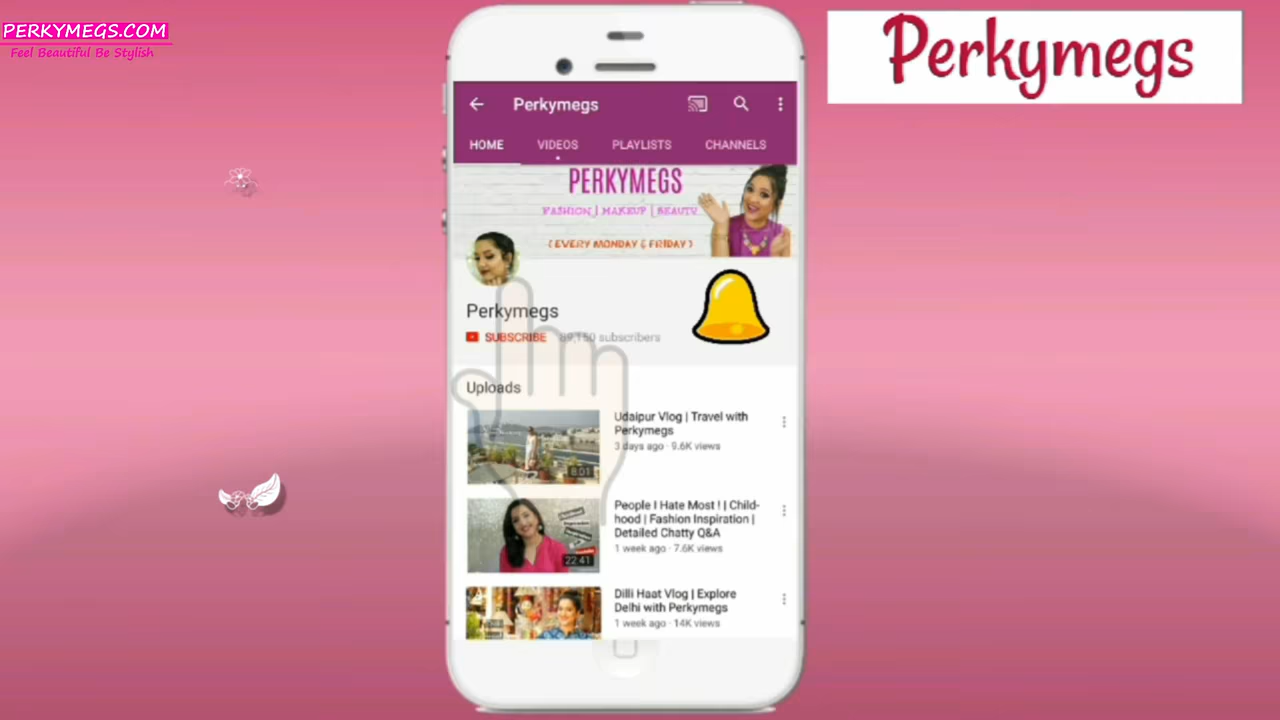 PERKYMEGS.COM
Feel Beautiful Be Stylish
Perkymegs
Perkymegs
HOME
VIDEOS
PLAYLISTS
CHANNELS
PERKYMEGS
FASHION | MAKEUP | BEAUTY
( EVERY MONDAY & FRIDAY )
Perkymegs
SUBSCRIBE 89,150 subscribers
Uploads
Udaipur Vlog | Travel with
Perkymegs
3 days ago · 9.6K views
8:01
People I Hate Most ! | Child-
hood | Fashion Inspiration |
Detailed Chatty Q&A
1 week ago · 7.6K views
22:41
Dilli Haat Vlog | Explore
Delhi with Perkymegs
1 week ago · 14K views